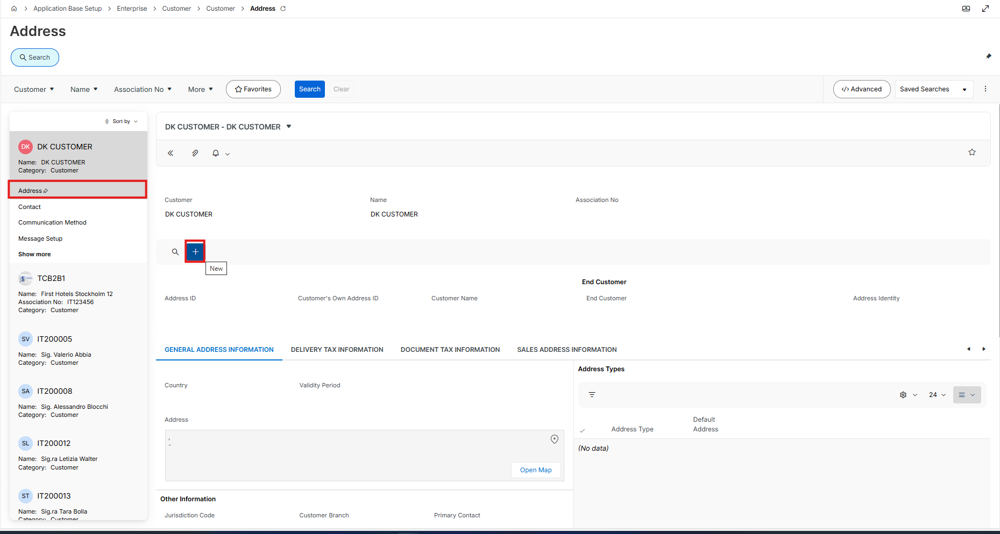 Application Base Setup > Enterprise > Customer > Customer > Address
Address
Search
Customer Name Association No More Favorites Search Clear
</> Advanced Saved Searches
Sort by
DK DK CUSTOMER
Name: DK CUSTOMER
Category: Customer
Address
Contact
Communication Method
Message Setup
Show more
TCB2B1
Name: First Hotels Stockholm 12
Association No: IT123456
Category: Customer
SV IT200005
Name: Sig. Valerio Abbia
Category: Customer
SA IT200008
Name: Sig. Alessandro Blocchi
Category: Customer
SL IT200012
Name: Sig.ra Letizia Walter
Category: Customer
ST IT200013
Name: Sig.ra Tara Bolla
Category: Customer
DK CUSTOMER - DK CUSTOMER
Customer Name Association No
DK CUSTOMER DK CUSTOMER
New
End Customer
Address ID Customer's Own Address ID Customer Name End Customer Address Identity
GENERAL ADDRESS INFORMATION DELIVERY TAX INFORMATION DOCUMENT TAX INFORMATION SALES ADDRESS INFORMATION
Country Validity Period
Address
,
-
Open Map
Other Information
Jurisdiction Code Customer Branch Primary Contact
Address Types
24
Address Type Default Address
(No data)